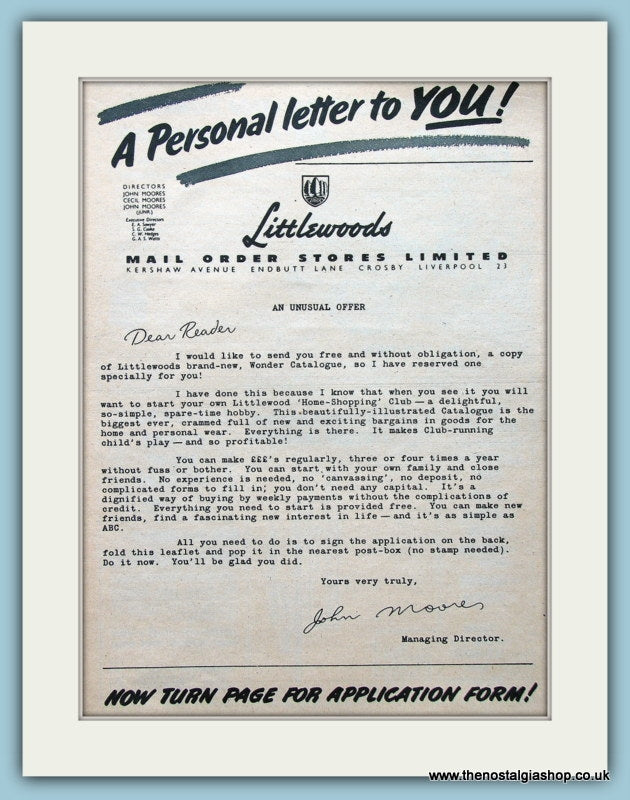 A Personal letter to YOU!
DIRECTORS
JOHN MOORES
CECIL MOORES
JOHN MOORES
(JUNR.)
Executive Directors
E. A. Sawyer
S. G. Cooke
C. W. Hedges
G. A. S. Watts
Littlewoods
MAIL ORDER STORES LIMITED
KERSHAW AVENUE ENDBUTT LANE CROSBY LIVERPOOL 23
AN UNUSUAL OFFER
Dear Reader
I would like to send you free and without obligation, a copy
of Littlewoods brand-new, Wonder Catalogue, so I have reserved one
specially for you!
I have done this because I know that when you see it you will
want to start your own Littlewood 'Home-Shopping' Club — a delightful,
so-simple, spare-time hobby. This beautifully-illustrated Catalogue is the
biggest ever, crammed full of new and exciting bargains in goods for the
home and personal wear. Everything is there. It makes Club-running
child's play — and so profitable!
You can make £££'s regularly, three or four times a year
without fuss or bother. You can start with your own family and close
friends. No experience is needed, no 'canvassing', no deposit, no
complicated forms to fill in; you don't need any capital. It's a
dignified way of buying by weekly payments without the complications of
credit. Everything you need to start is provided free. You can make new
friends, find a fascinating new interest in life — and it's as simple as
ABC.
All you need to do is to sign the application on the back,
fold this leaflet and pop it in the nearest post-box (no stamp needed).
Do it now. You'll be glad you did.
Yours very truly,
John Moores
Managing Director.
NOW TURN PAGE FOR APPLICATION FORM!
www.thenostalgiashop.co.uk